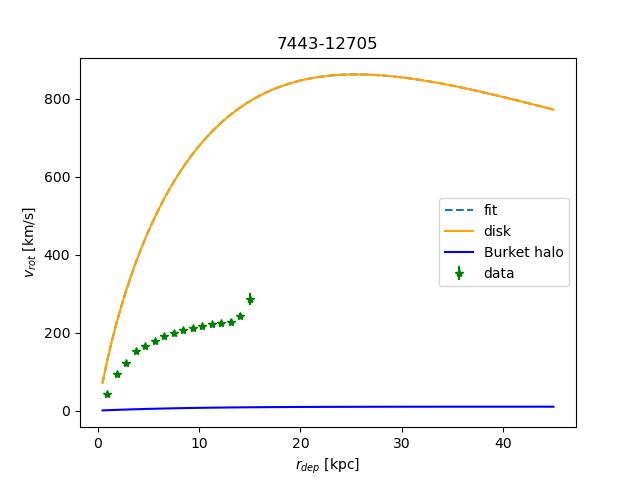 7443-12705
800
600
400
200
0
v_rot [km/s]
fit
disk
Burket halo
data
0 10 20 30 40
r_dep [kpc]